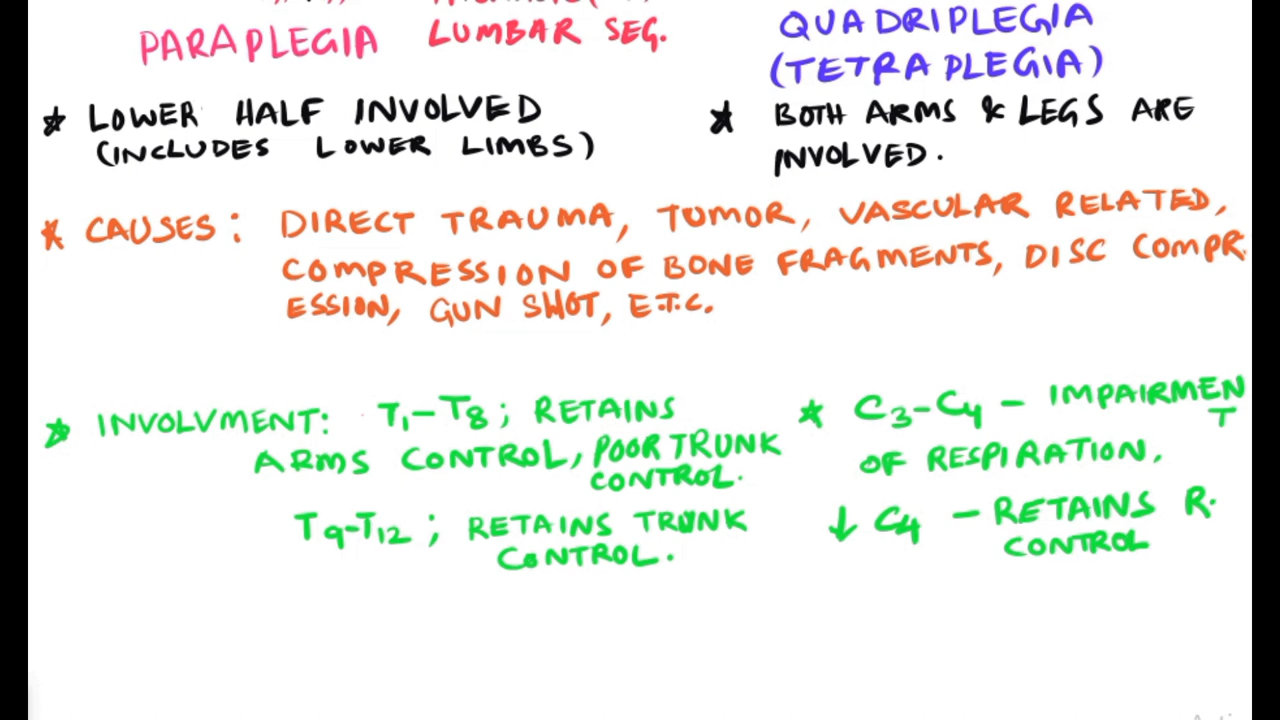 PARAPLEGIA LUMBAR SEG.
QUADRIPLEGIA
(TETRAPLEGIA)
* LOWER HALF INVOLVED
(INCLUDES LOWER LIMBS)
* BOTH ARMS & LEGS ARE
INVOLVED.
* CAUSES: DIRECT TRAUMA, TUMOR, VASCULAR RELATED,
COMPRESSION OF BONE FRAGMENTS, DISC COMPR.
ESSION, GUN SHOT, E.T.C.
* INVOLVMENT: T1-T8; RETAINS
ARMS CONTROL, POOR TRUNK
CONTROL.
T9-T12; RETAINS TRUNK
CONTROL.
* C3-C4 - IMPAIRMEN
T
OF RESPIRATION.
↓ C4 - RETAINS R.
CONTROL